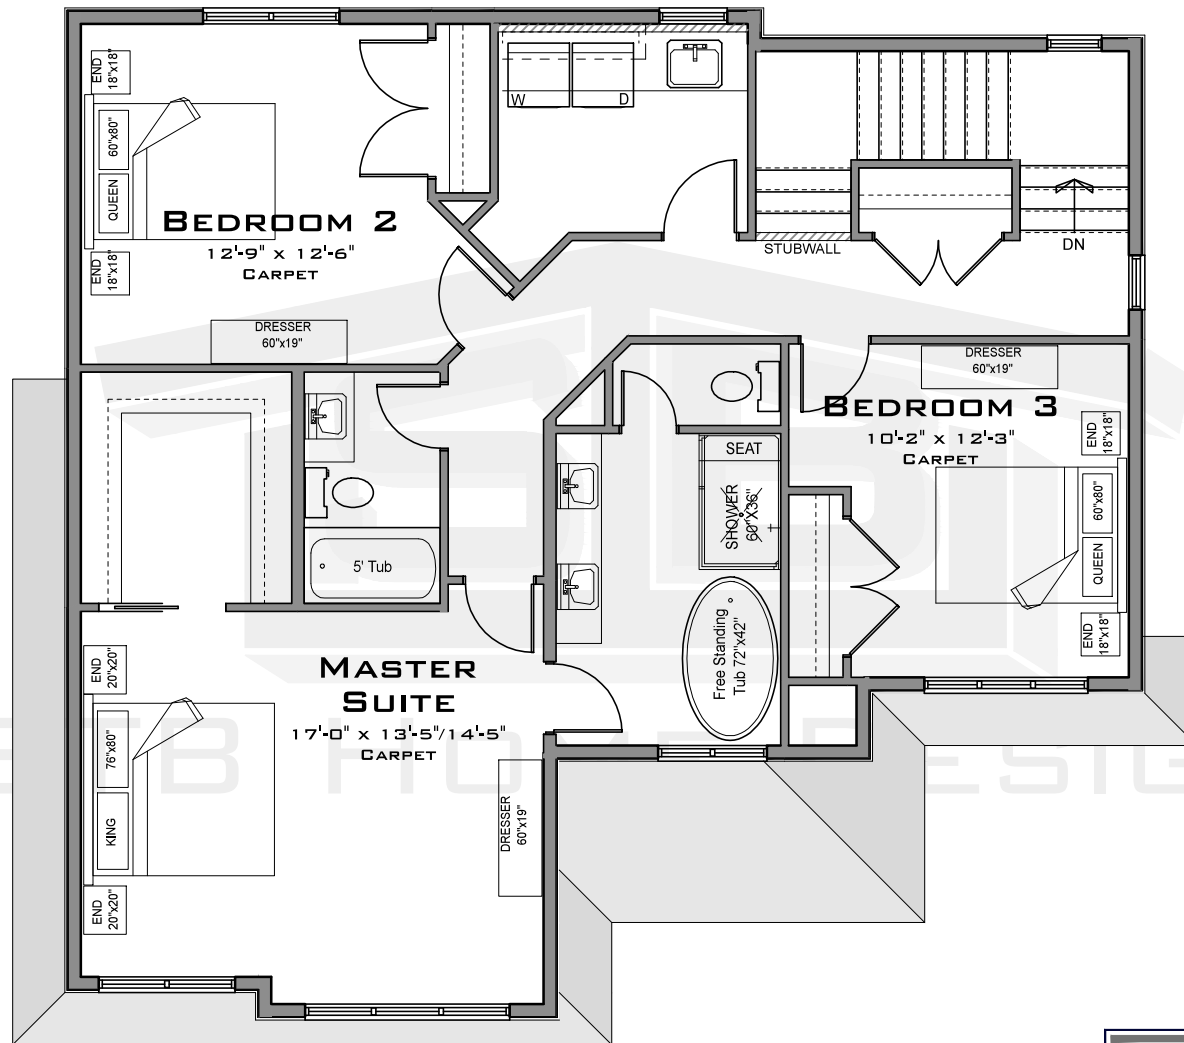 END
18"x18"
60"x80"
QUEEN
END
18"x18"
BEDROOM 2
12'-9" x 12'-6"
CARPET
DRESSER
60"x19"
W
D
STUBWALL
DN
DRESSER
60"x19"
BEDROOM 3
10'-2" x 12'-3"
CARPET
END
18"x18"
60"x80"
QUEEN
END
18"x18"
SEAT
SHOWER
60"X36"
5' Tub
Free Standing
Tub 72"x42"
END
20"x20"
MASTER
SUITE
17'-0" x 13'-5"/14'-5"
CARPET
76"x80"
KING
END
20"x20"
DRESSER
60"x19"